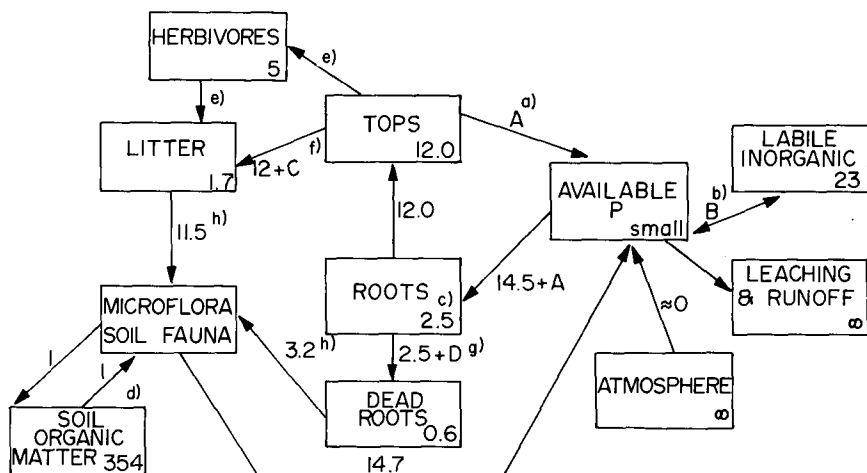 HERBIVORES
5
e)
e)
TOPS
12.0
A a)
LITTER
1.7
f)
12+C
LABILE
INORGANIC
23
AVAILABLE
P
small
b)
B
12.0
11.5 h)
ROOTS c)
2.5
14.5+A
LEACHING
& RUNOFF
∞
MICROFLORA
SOIL FAUNA
3.2 h)
2.5+D g)
≈0
ATMOSPHERE
∞
I
I
d)
DEAD
ROOTS
0.6
SOIL
ORGANIC
MATTER 354
14.7